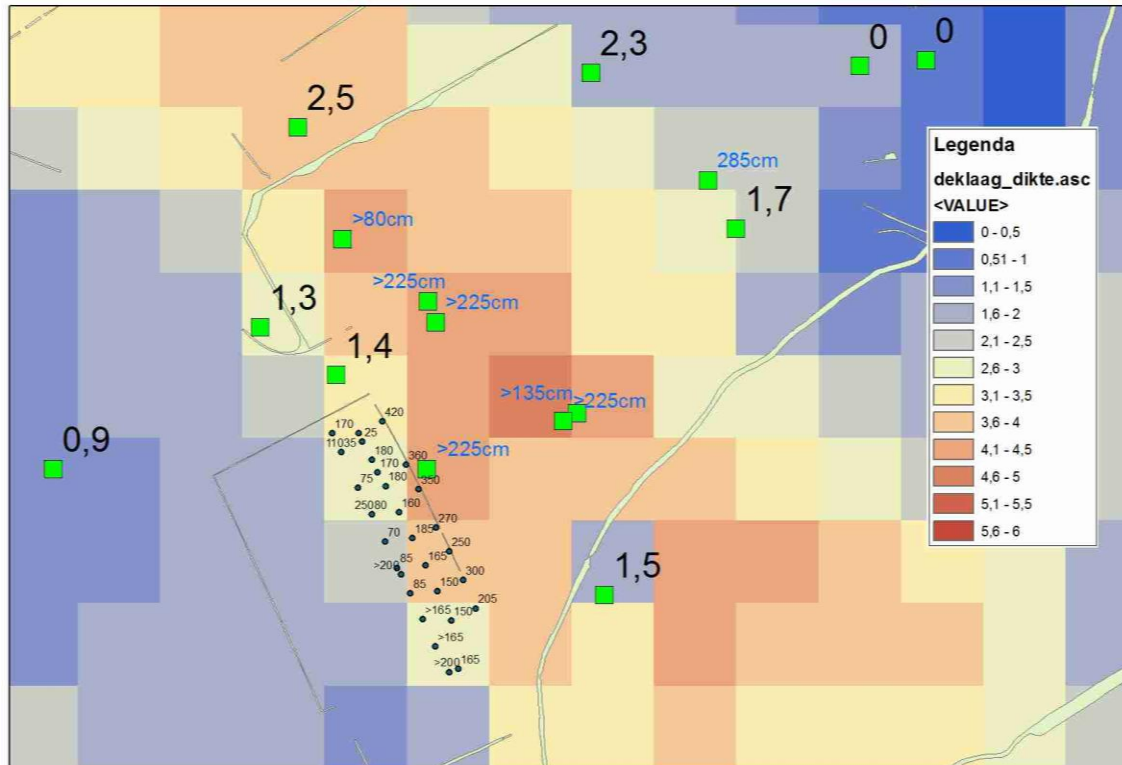 0
0
2,3
2,5
Legenda
deklaag_dikte.asc
<VALUE>
0 - 0,5
0,51 - 1
1,1 - 1,5
1,6 - 2
2,1 - 2,5
2,6 - 3
3,1 - 3,5
3,6 - 4
4,1 - 4,5
4,6 - 5
5,1 - 5,5
5,6 - 6
285cm
1,7
>80cm
>225cm
>225cm
1,3
1,4
>135cm
>225cm
0,9
420
170
25
11035
180
360
>225cm
170
75
180
350
25080
160
270
70
185
250
>200
85
165
300
85
150
205
1,5
>165
150
>165
>200
165